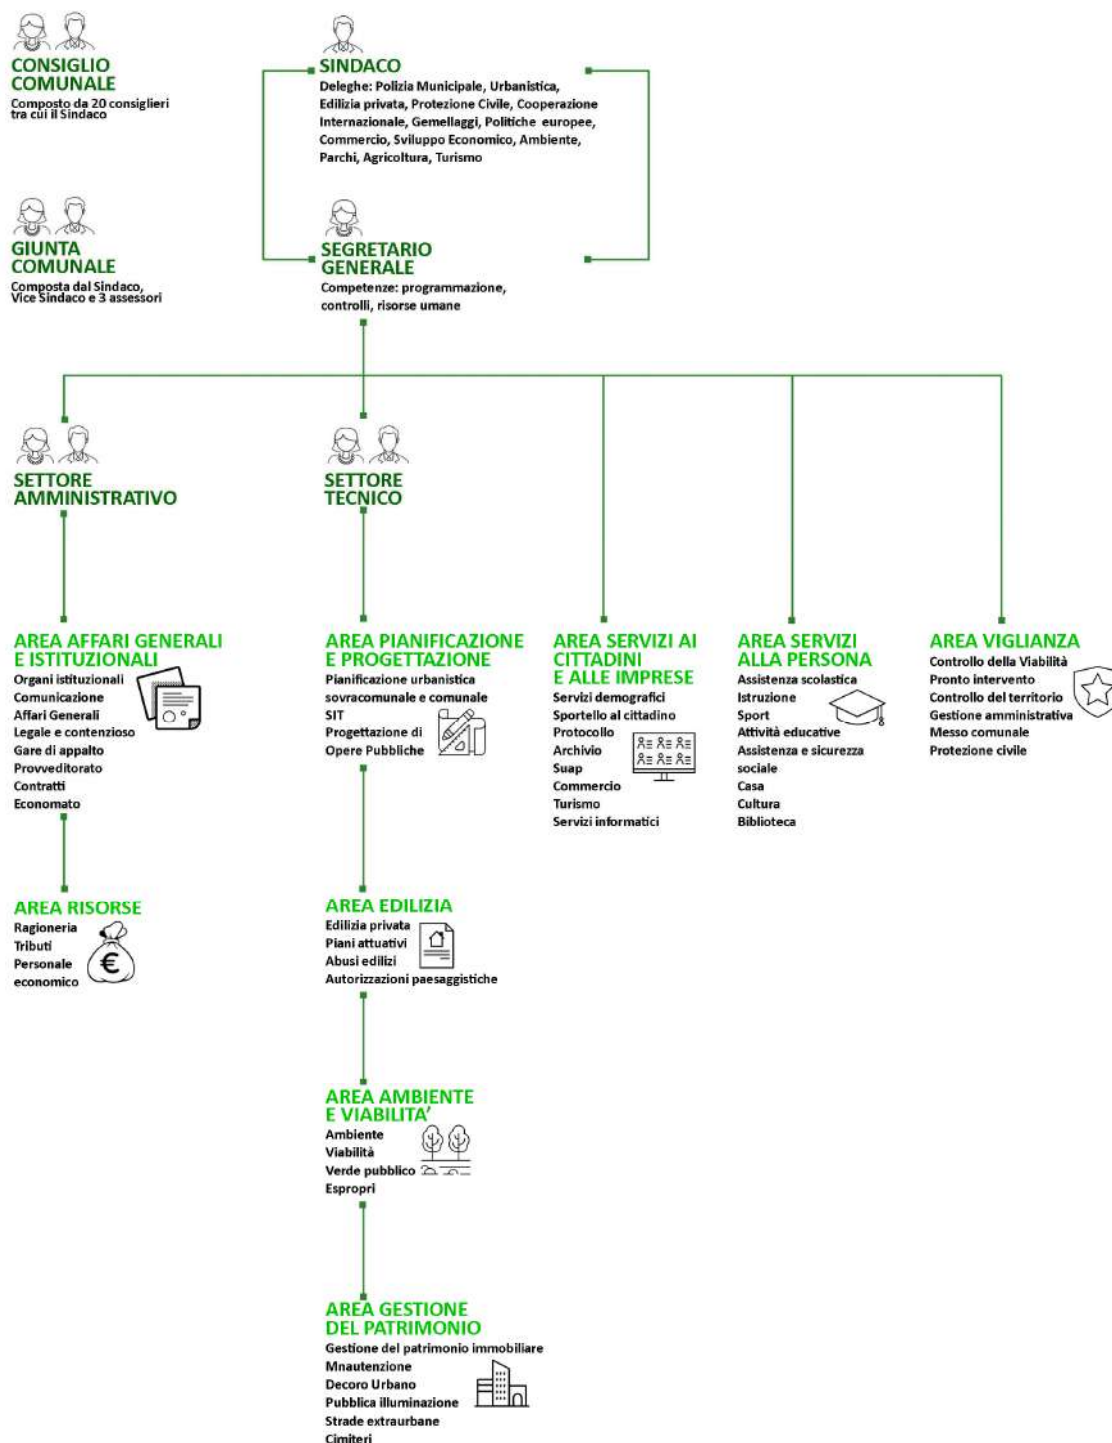 CONSIGLIO
COMUNALE
Composto da 20 consiglieri
tra cui il Sindaco
SINDACO
Deleghe: Polizia Municipale, Urbanistica,
Edilizia privata, Protezione Civile, Cooperazione
Internazionale, Gemellaggi, Politiche europee,
Commercio, Sviluppo Economico, Ambiente,
Parchi, Agricoltura, Turismo
GIUNTA
COMUNALE
Composta dal Sindaco,
Vice Sindaco e 3 assessori
SEGRETARIO
GENERALE
Competenze: programmazione,
controlli, risorse umane
SETTORE
AMMINISTRATIVO
SETTORE
TECNICO
AREA AFFARI GENERALI
E ISTITUZIONALI
Organi istituzionali
Comunicazione
Affari Generali
Legale e contenzioso
Gare di appalto
Provveditorato
Contratti
Economato
AREA PIANIFICAZIONE
E PROGETTAZIONE
Pianificazione urbanistica
sovracomunale e comunale
SIT
Progettazione di
Opere Pubbliche
AREA SERVIZI AI
CITTADINI
E ALLE IMPRESE
Servizi demografici
Sportello al cittadino
Protocollo
Archivio
Suap
Commercio
Turismo
Servizi informatici
AREA SERVIZI
ALLA PERSONA
Assistenza scolastica
Istruzione
Sport
Attività educative
Assistenza e sicurezza
sociale
Casa
Cultura
Biblioteca
AREA VIGLIANZA
Controllo della Viabilità
Pronto intervento
Controllo del territorio
Gestione amministrativa
Messo comunale
Protezione civile
AREA RISORSE
Ragioneria
Tributi
Personale
economico
€
AREA EDILIZIA
Edilizia privata
Piani attuativi
Abusi edilizi
Autorizzazioni paesaggistiche
AREA AMBIENTE
E VIABILITA’
Ambiente
Viabilità
Verde pubblico
Espropri
AREA GESTIONE
DEL PATRIMONIO
Gestione del patrimonio immobiliare
Mnautenzione
Decoro Urbano
Pubblica illuminazione
Strade extraurbane
Cimiteri